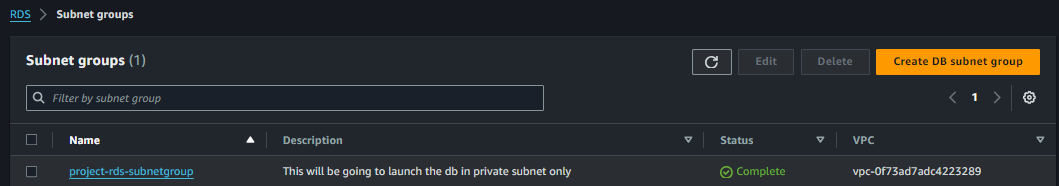 RDS > Subnet groups
Subnet groups (1)
Edit
Delete
Create DB subnet group
Filter by subnet group
1
Name Description Status VPC
project-rds-subnetgroup This will be going to launch the db in private subnet only Complete vpc-0f73ad7adc4223289